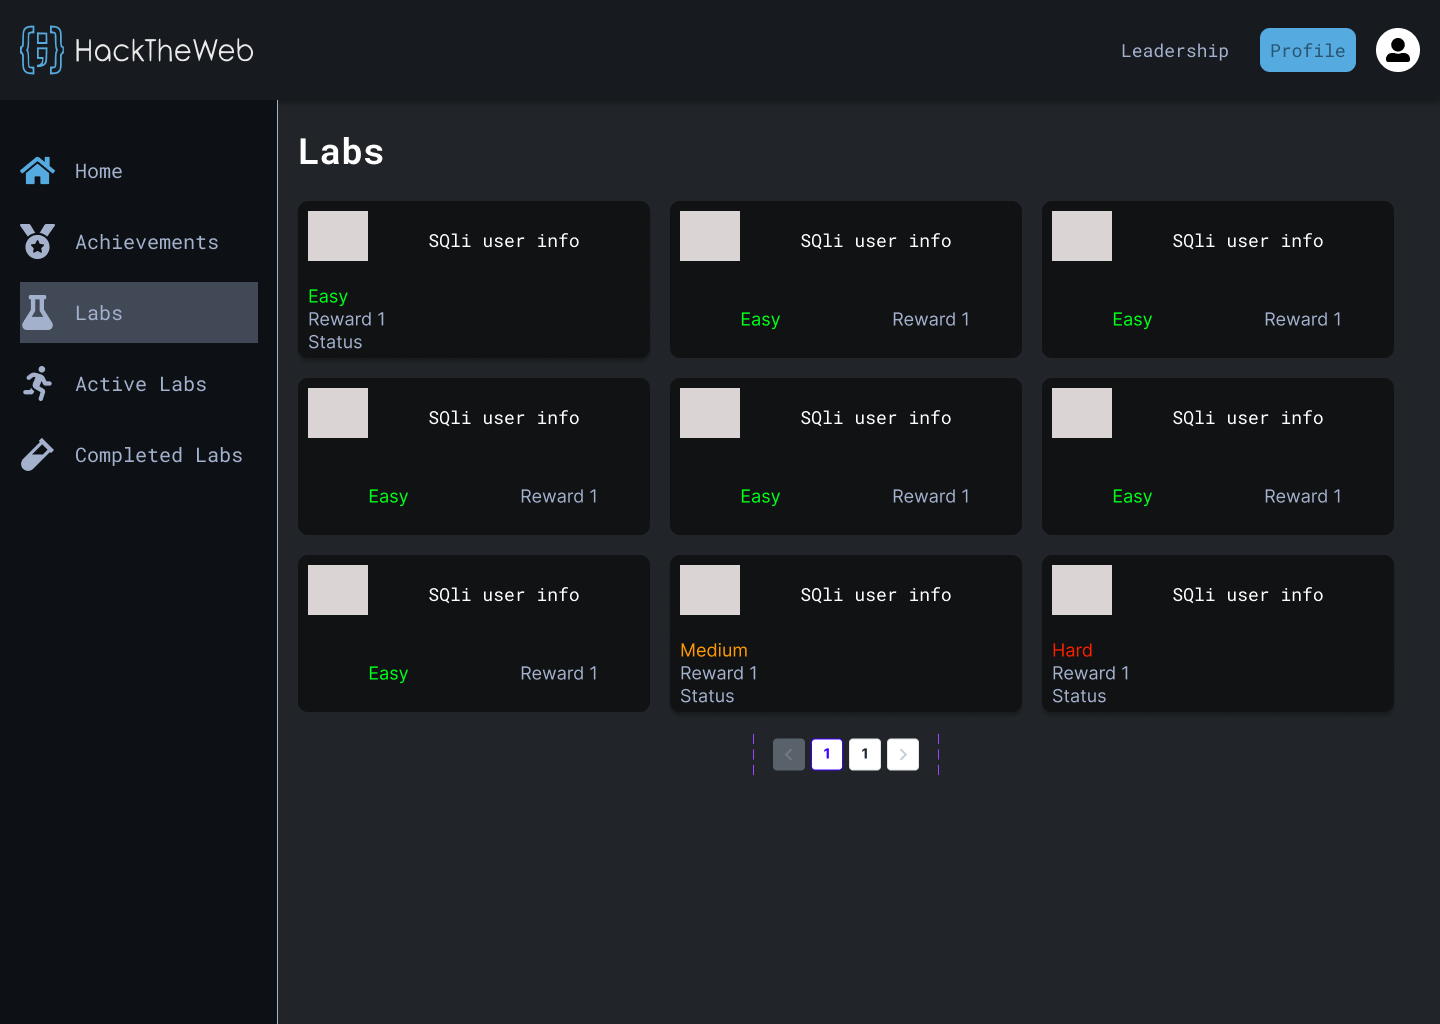 HackTheWeb
Leadership
Profile
Home
Achievements
Labs
Active Labs
Completed Labs
Labs
SQli user info
Easy
Reward 1
Status
SQli user info
Easy
Reward 1
SQli user info
Easy
Reward 1
SQli user info
Easy
Reward 1
SQli user info
Easy
Reward 1
SQli user info
Easy
Reward 1
SQli user info
Easy
Reward 1
SQli user info
Medium
Reward 1
Status
SQli user info
Hard
Reward 1
Status
1
1